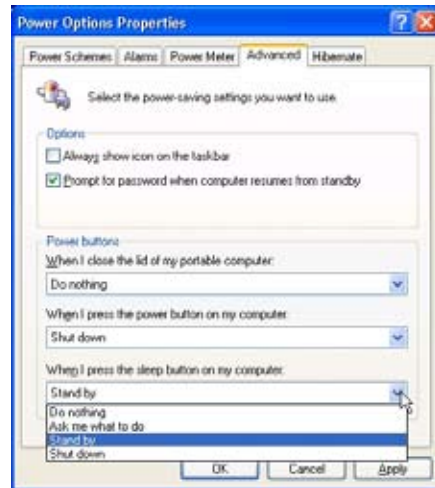 Power Options Properties
Power Schemes Alarms Power Meter Advanced Hibernate
Select the power-saving settings you want to use.
Options
Always show icon on the taskbar
Prompt for password when computer resumes from standby
Power buttons
When I close the lid of my portable computer:
Do nothing
When I press the power button on my computer:
Shut down
When I press the sleep button on my computer:
Stand by
Do nothing
Ask me what to do
Stand by
Shut down
OK Cancel Apply